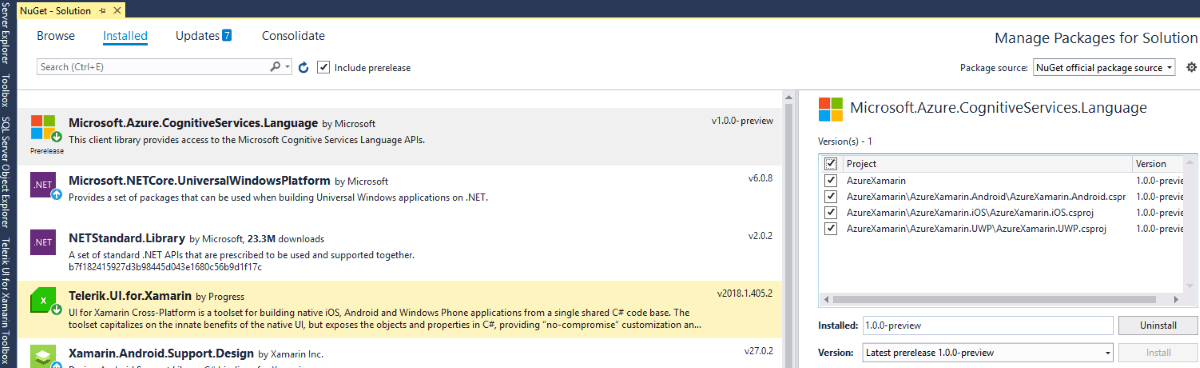 NuGet - Solution
Server Explorer
Toolbox
SQL Server Object Explorer
Telerik UI for Xamarin Toolbox
Browse
Installed
Updates 7
Consolidate
Manage Packages for Solution
Search (Ctrl+E)
Include prerelease
Package source: NuGet official package source
Microsoft.Azure.CognitiveServices.Language by Microsoft
v1.0.0-preview
This client library provides access to the Microsoft Cognitive Services Language APIs.
Prerelease
.NET
Microsoft.NETCore.UniversalWindowsPlatform by Microsoft
v6.0.8
Provides a set of packages that can be used when building Universal Windows applications on .NET.
.NET
NETStandard.Library by Microsoft, 23.3M downloads
v2.0.2
A set of standard .NET APIs that are prescribed to be used and supported together.
b7f182415927d3b98445d043e1680c56b9d1f17c
X
Telerik.UI.for.Xamarin by Progress
v2018.1.405.2
UI for Xamarin Cross-Platform is a toolset for building native iOS, Android and Windows Phone applications from a single shared C# code base. The
toolset capitalizes on the innate benefits of the native UI, but exposes the objects and properties in C#, providing "no-compromise" customization an...
Xamarin.Android.Support.Design by Xamarin Inc.
v27.0.2
Microsoft.Azure.CognitiveServices.Language
Version(s) - 1
Project Version
AzureXamarin 1.0.0-previe
AzureXamarin\AzureXamarin.Android\AzureXamarin.Android.cspr 1.0.0-previe
AzureXamarin\AzureXamarin.iOS\AzureXamarin.iOS.csproj 1.0.0-previe
AzureXamarin\AzureXamarin.UWP\AzureXamarin.UWP.csproj 1.0.0-previe
Installed: 1.0.0-preview
Uninstall
Version: Latest prerelease 1.0.0-preview
Install